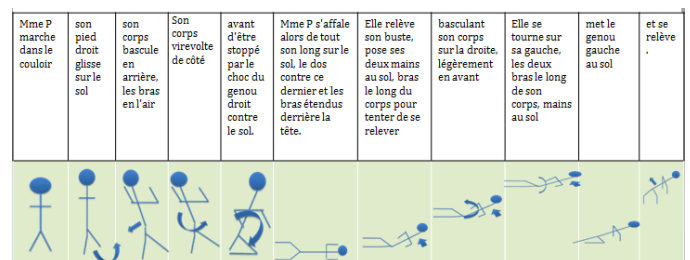 Mme P
marche
dans le
couloir
son
pied
droit
glisse
sur le
sol
son
corps
bascule
en
arrière,
les bras
en l'air
Son
corps
virevolte
de côté
avant
d'être
stoppé
par le
choc du
genou
droit
contre
le sol.
Mme P s'affale
alors de tout
son long sur le
sol, le dos
contre ce
dernier et les
bras étendus
derrière la
tête.
Elle relève
son buste,
pose ses
deux mains
au sol, bras
le long du
corps pour
tenter de se
relever
basculant
son corps
sur la droite,
légèrement
en avant
Elle se
tourne sur
sa gauche,
les deux
bras le long
de son
corps, mains
au sol
met le
genou
gauche
au sol
et se
relève
.